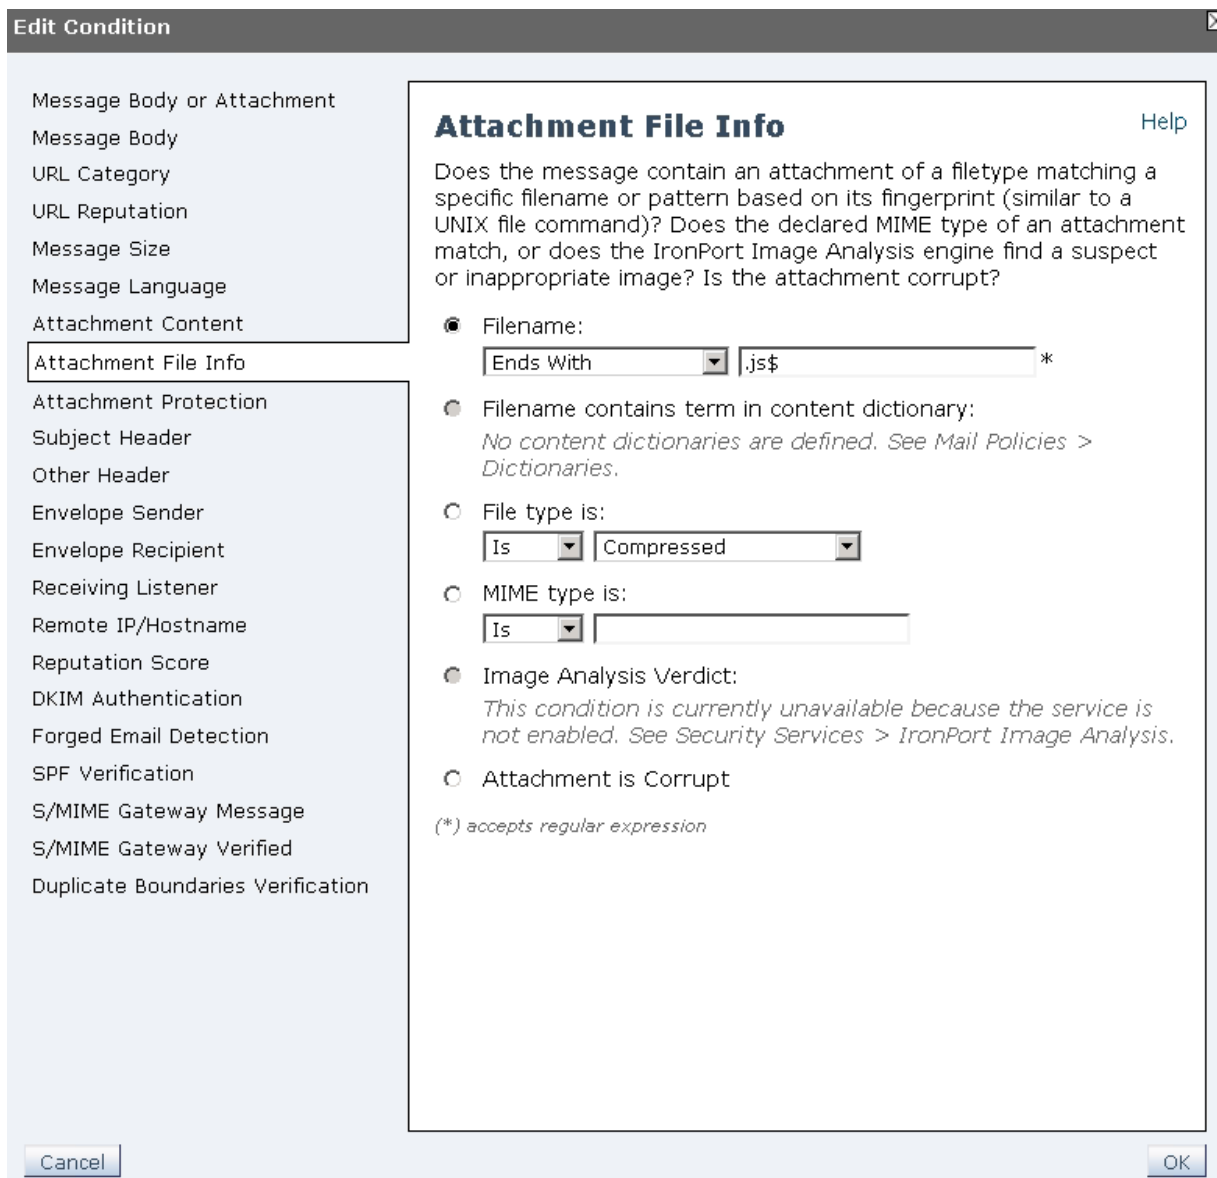 Edit Condition
Message Body or Attachment
Message Body
URL Category
URL Reputation
Message Size
Message Language
Attachment Content
Attachment File Info
Attachment Protection
Subject Header
Other Header
Envelope Sender
Envelope Recipient
Receiving Listener
Remote IP/Hostname
Reputation Score
DKIM Authentication
Forged Email Detection
SPF Verification
S/MIME Gateway Message
S/MIME Gateway Verified
Duplicate Boundaries Verification
Attachment File Info
Help
Does the message contain an attachment of a filetype matching a
specific filename or pattern based on its fingerprint (similar to a
UNIX file command)? Does the declared MIME type of an attachment
match, or does the IronPort Image Analysis engine find a suspect
or inappropriate image? Is the attachment corrupt?
Filename:
Ends With .js$ *
Filename contains term in content dictionary:
No content dictionaries are defined. See Mail Policies >
Dictionaries.
File type is:
Is Compressed
MIME type is:
Is
Image Analysis Verdict:
This condition is currently unavailable because the service is
not enabled. See Security Services > IronPort Image Analysis.
Attachment is Corrupt
(*) accepts regular expression
Cancel
OK